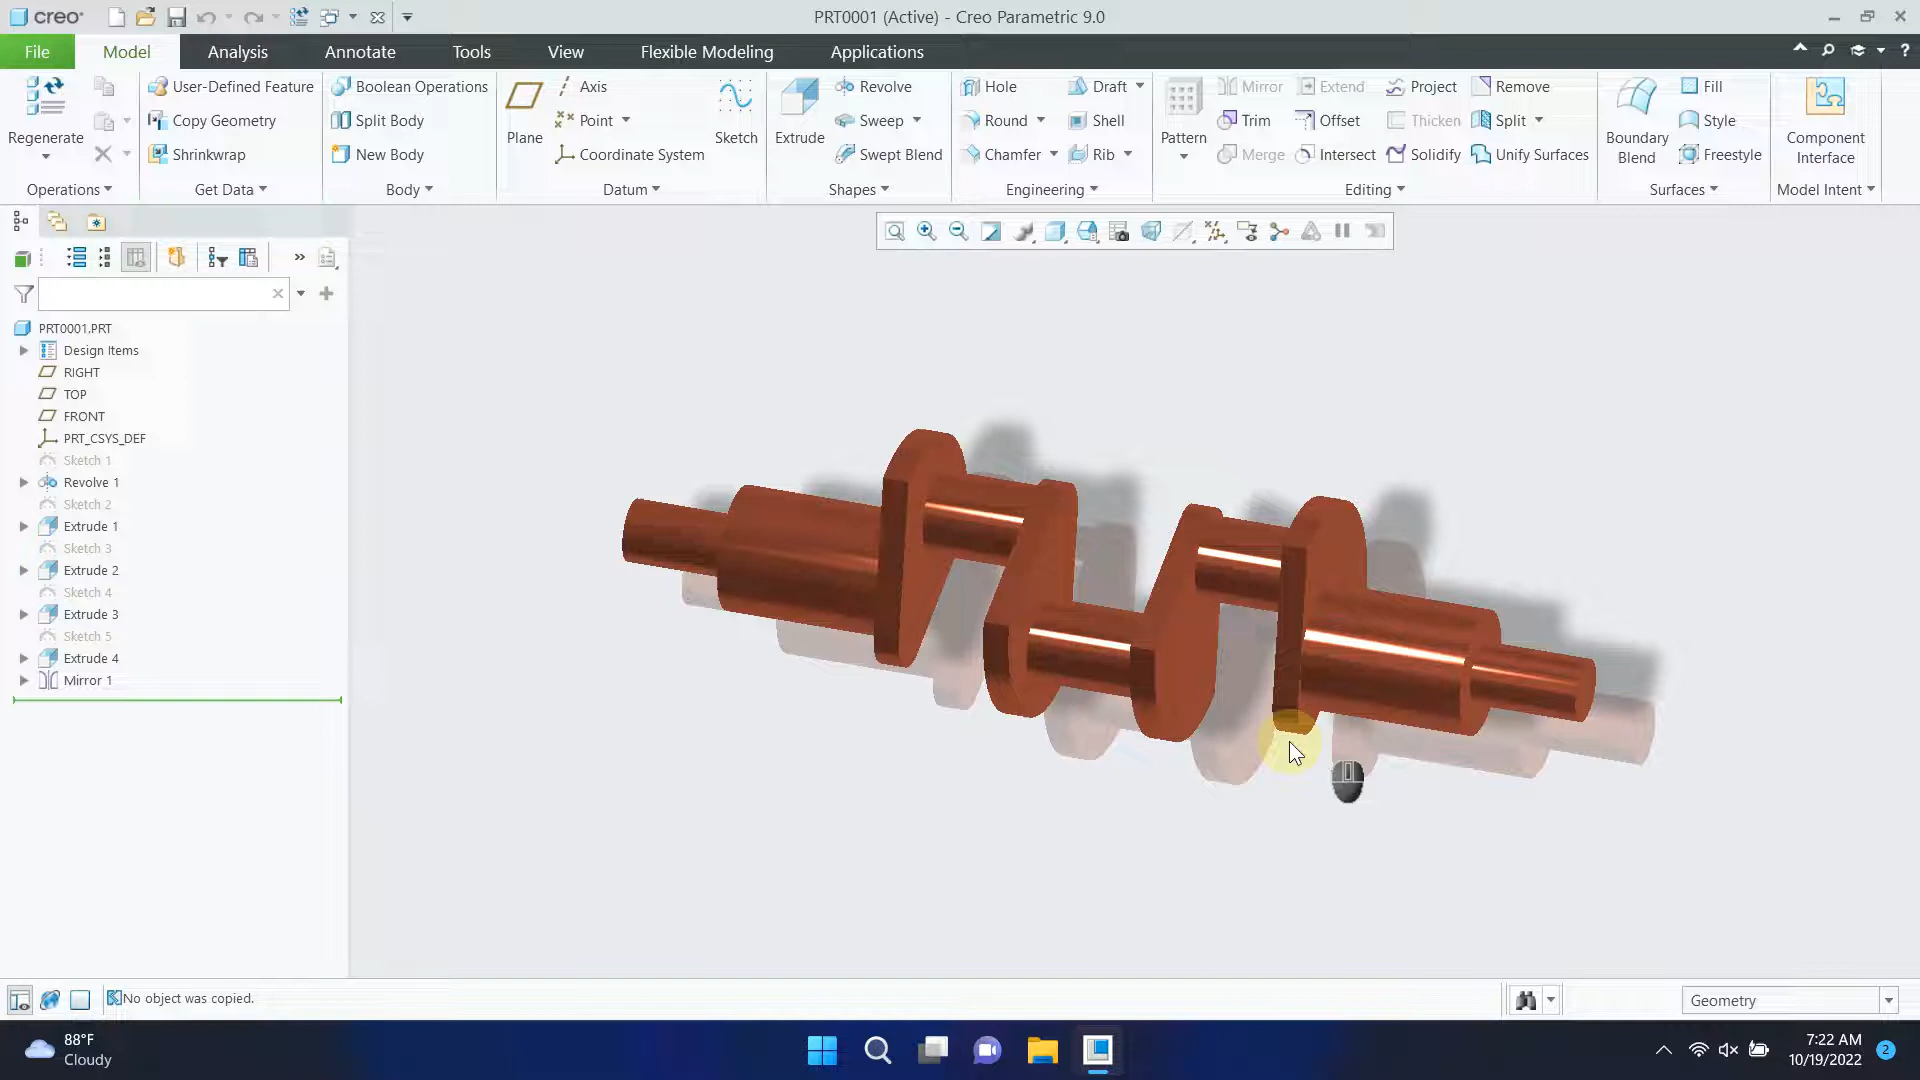 creo
PRT0001 (Active) - Creo Parametric 9.0
File Model Analysis Annotate Tools View Flexible Modeling Applications
Regenerate
Operations
User-Defined Feature
Copy Geometry
Shrinkwrap
Get Data
Boolean Operations
Split Body
New Body
Body
Plane
Axis
Point
Coordinate System
Sketch
Datum
Extrude
Revolve
Sweep
Swept Blend
Shapes
Hole
Round
Chamfer
Draft
Shell
Rib
Engineering
Pattern
Mirror
Trim
Merge
Extend
Offset
Intersect
Project
Thicken
Solidify
Remove
Split
Unify Surfaces
Editing
Boundary
Blend
Fill
Style
Freestyle
Surfaces
Component
Interface
Model Intent
PRT0001.PRT
Design Items
RIGHT
TOP
FRONT
PRT_CSYS_DEF
Sketch 1
Revolve 1
Sketch 2
Extrude 1
Sketch 3
Extrude 2
Sketch 4
Extrude 3
Sketch 5
Extrude 4
Mirror 1
No object was copied.
Geometry
88°F
Cloudy
7:22 AM
10/19/2022
2